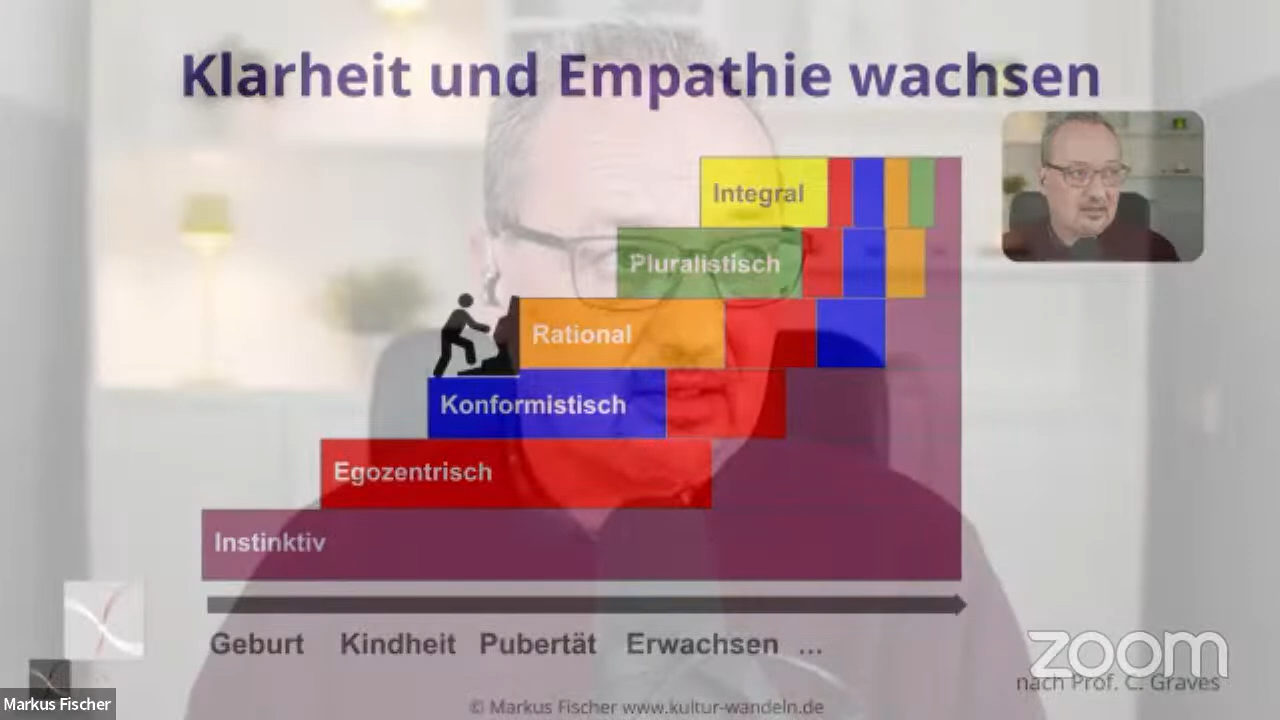 Klarheit und Empathie wachsen
Integral
Pluralistisch
Rational
Konformistisch
Egozentrisch
Instinktiv
Geburt Kindheit Pubertät Erwachsen ...
zoom
nach Prof. C. Graves
Markus Fischer
© Markus Fischer www.kultur-wandeln.de